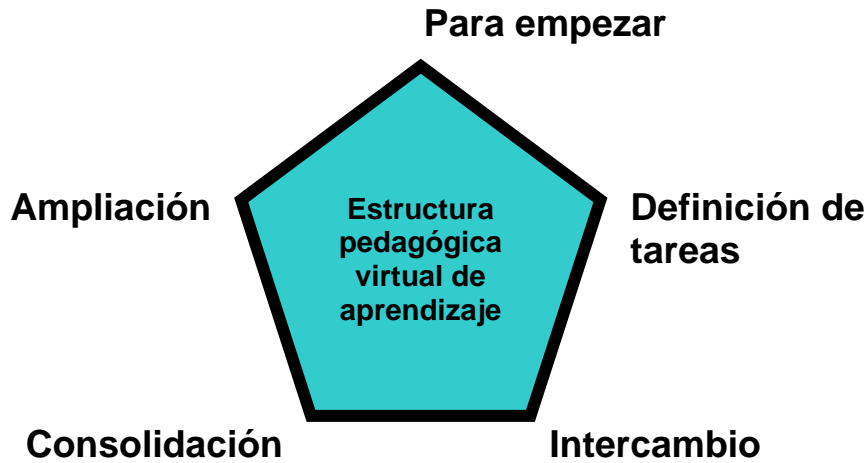 Para empezar
Ampliación
Estructura
pedagógica
virtual de
aprendizaje
Definición de
tareas
Consolidación
Intercambio